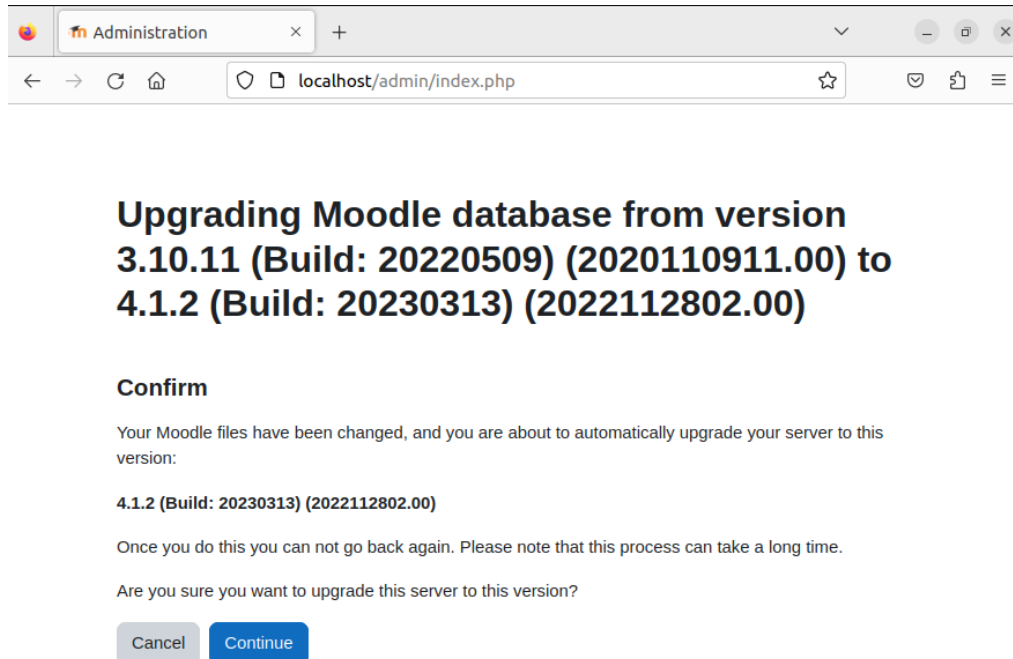 Administration
localhost/admin/index.php
Upgrading Moodle database from version
3.10.11 (Build: 20220509) (2020110911.00) to
4.1.2 (Build: 20230313) (2022112802.00)
Confirm
Your Moodle files have been changed, and you are about to automatically upgrade your server to this
version:
4.1.2 (Build: 20230313) (2022112802.00)
Once you do this you can not go back again. Please note that this process can take a long time.
Are you sure you want to upgrade this server to this version?
Cancel Continue